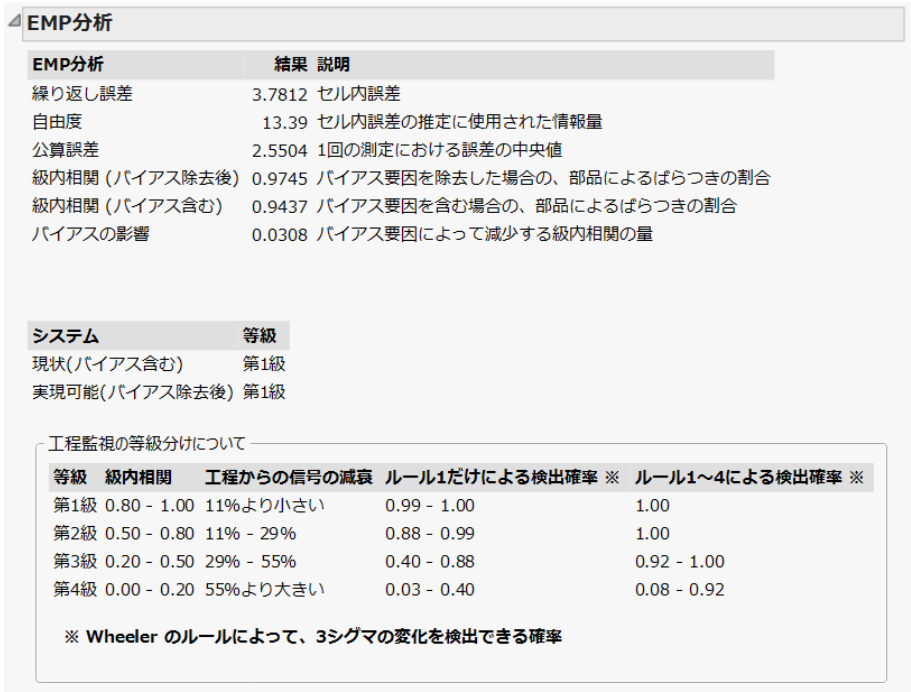 EMP分析
EMP分析 結果 説明
繰り返し誤差 3.7812 セル内誤差
自由度 13.39 セル内誤差の推定に使用された情報量
公算誤差 2.5504 1回の測定における誤差の中央値
級内相関 (バイアス除去後) 0.9745 バイアス要因を除去した場合の、部品によるばらつきの割合
級内相関 (バイアス含む) 0.9437 バイアス要因を含む場合の、部品によるばらつきの割合
バイアスの影響 0.0308 バイアス要因によって減少する級内相関の量
システム 等級
現状(バイアス含む) 第1級
実現可能(バイアス除去後) 第1級
工程監視の等級分けについて
等級 級内相関 工程からの信号の減衰 ルール1だけによる検出確率 ※ ルール1～4による検出確率 ※
第1級 0.80 - 1.00 11%より小さい 0.99 - 1.00 1.00
第2級 0.50 - 0.80 11% - 29% 0.88 - 0.99 1.00
第3級 0.20 - 0.50 29% - 55% 0.40 - 0.88 0.92 - 1.00
第4級 0.00 - 0.20 55%より大きい 0.03 - 0.40 0.08 - 0.92
※ Wheeler のルールによって、3シグマの変化を検出できる確率